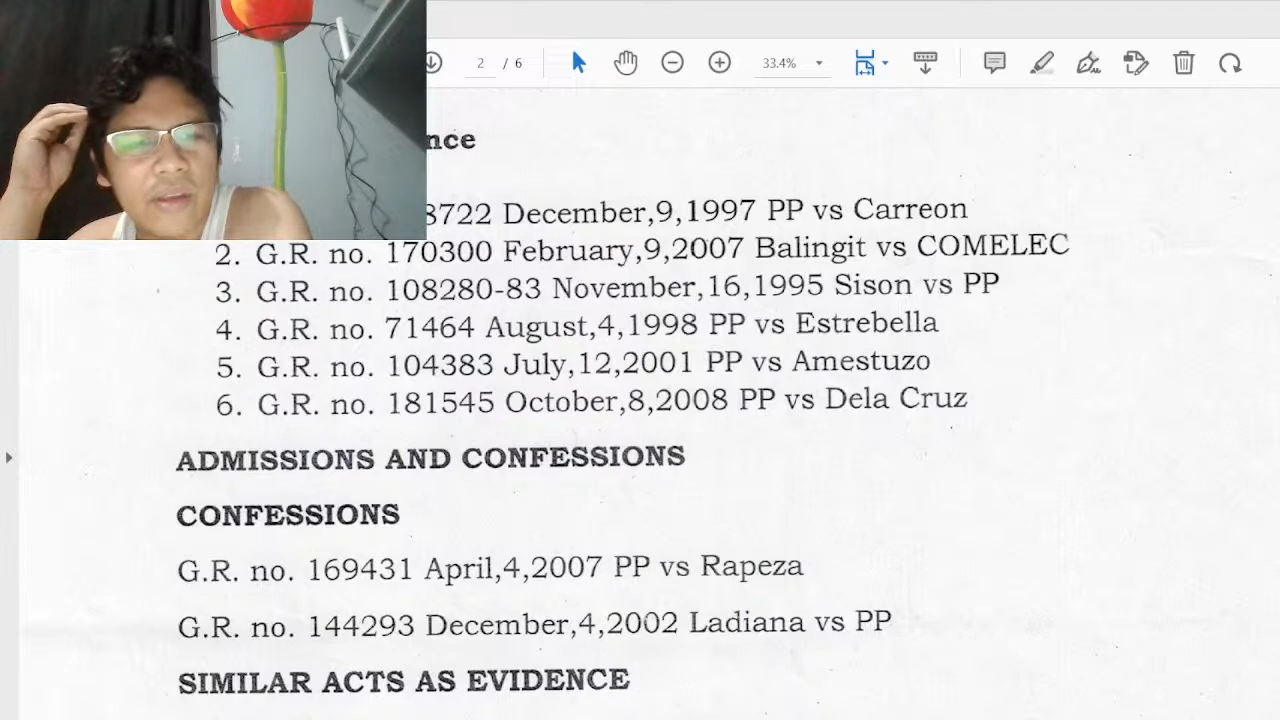 2 / 6 33.4%
nce
8722 December,9,1997 PP vs Carreon
2. G.R. no. 170300 February,9,2007 Balingit vs COMELEC
3. G.R. no. 108280-83 November,16,1995 Sison vs PP
4. G.R. no. 71464 August,4,1998 PP vs Estrebella
5. G.R. no. 104383 July,12,2001 PP vs Amestuzo
6. G.R. no. 181545 October,8,2008 PP vs Dela Cruz
ADMISSIONS AND CONFESSIONS
CONFESSIONS
G.R. no. 169431 April,4,2007 PP vs Rapeza
G.R. no. 144293 December,4,2002 Ladiana vs PP
SIMILAR ACTS AS EVIDENCE